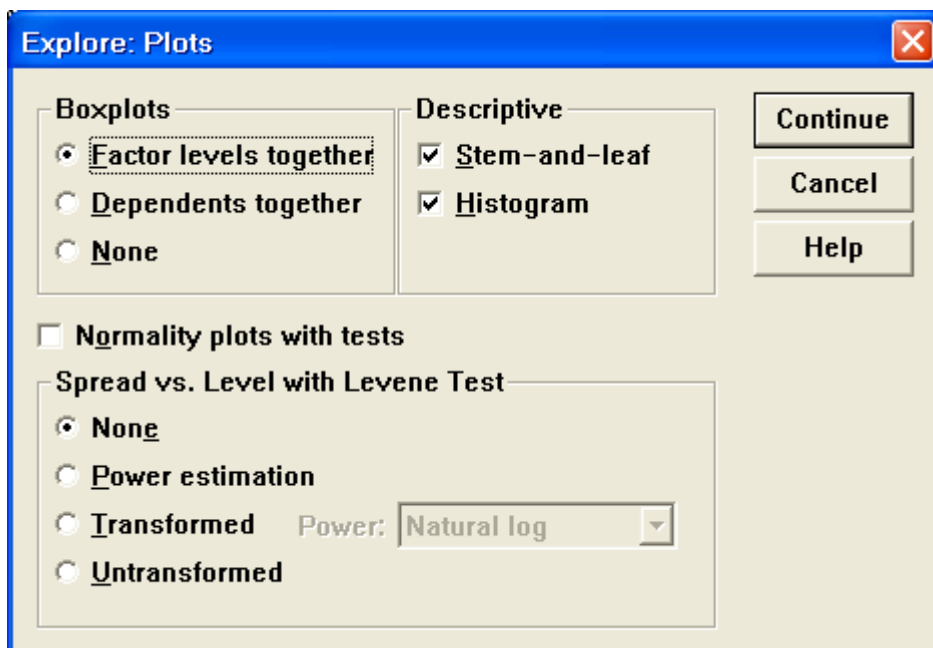 Explore: Plots
Boxplots
Factor levels together
Dependents together
None
Descriptive
Stem-and-leaf
Histogram
Continue
Cancel
Help
Normality plots with tests
Spread vs. Level with Levene Test
None
Power estimation
Transformed Power: Natural log
Untransformed